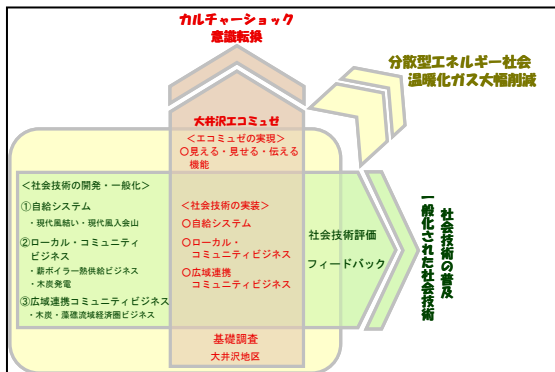 カルチャーショック
意識転換
分散型エネルギー社会
温暖化ガス大幅削減
大井沢エコミュゼ
<エコミュゼの実現>
〇見える・見せる・伝える
機能
<社会技術の開発・一般化>
①自給システム
・現代風結い・現代風入会山
②ローカル・コミュニティ
ビジネス
・薪ボイラー熱供給ビジネス
・木炭発電
③広域連携コミュニティビジネス
・木炭・藻礁流域経済圏ビジネス
<社会技術の実装>
〇自給システム
〇ローカル・
コミュニティビジネス
〇広域連携
コミュニティビジネス
社会技術評価
フィードバック
社会技術の普及
一般化された社会技術
基礎調査
大井沢地区